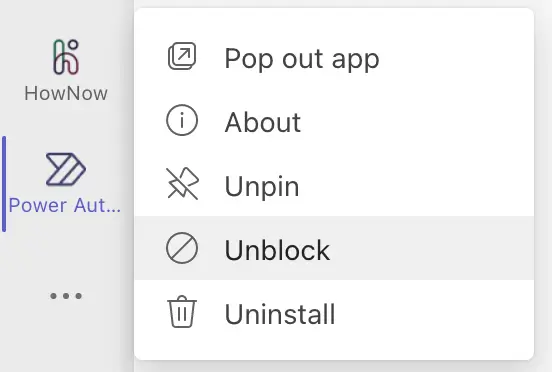 HowNow
Power Aut...
Pop out app
About
Unpin
Unblock
Uninstall